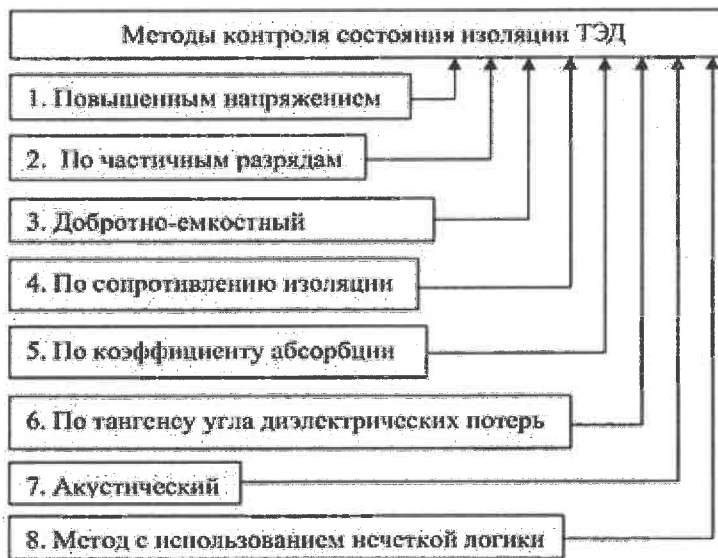 Методы контроля состояния изоляции ТЭД
1. Повышенным напряжением
2. По частичным разрядам
3. Добротно-емкостный
4. По сопротивлению изоляции
5. По коэффициенту абсорбции
6. По тангенсу угла диэлектрических потерь
7. Акустический
8. Метод с использованием нечеткой логики